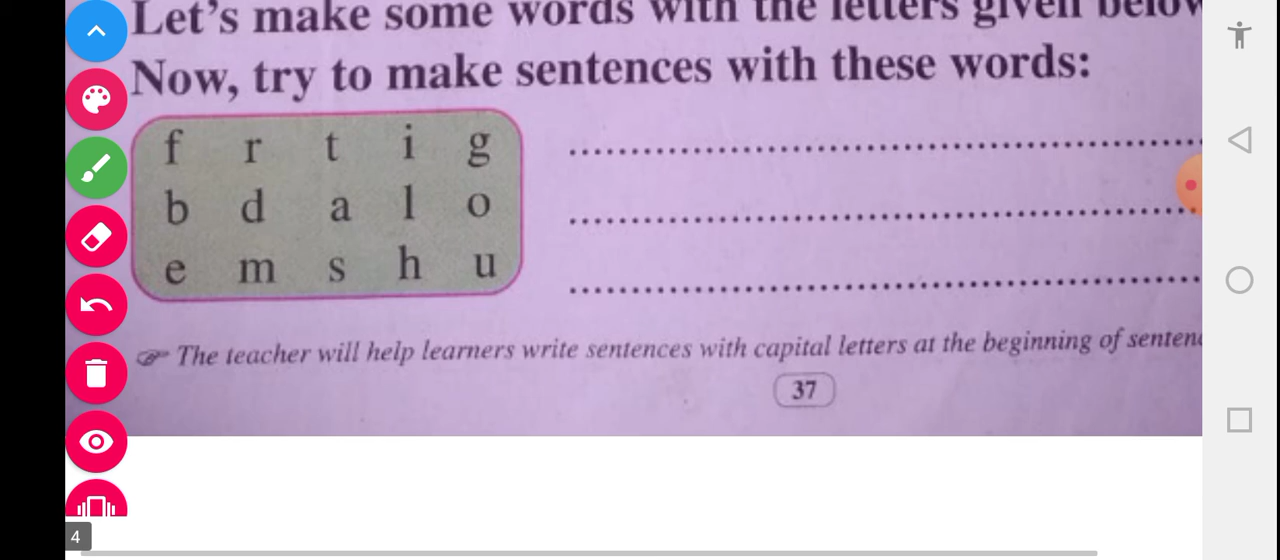 Let's make some words with the letters given below
Now, try to make sentences with these words:
f r t i g
b d a l o
e m s h u
The teacher will help learners write sentences with capital letters at the beginning of
37
4